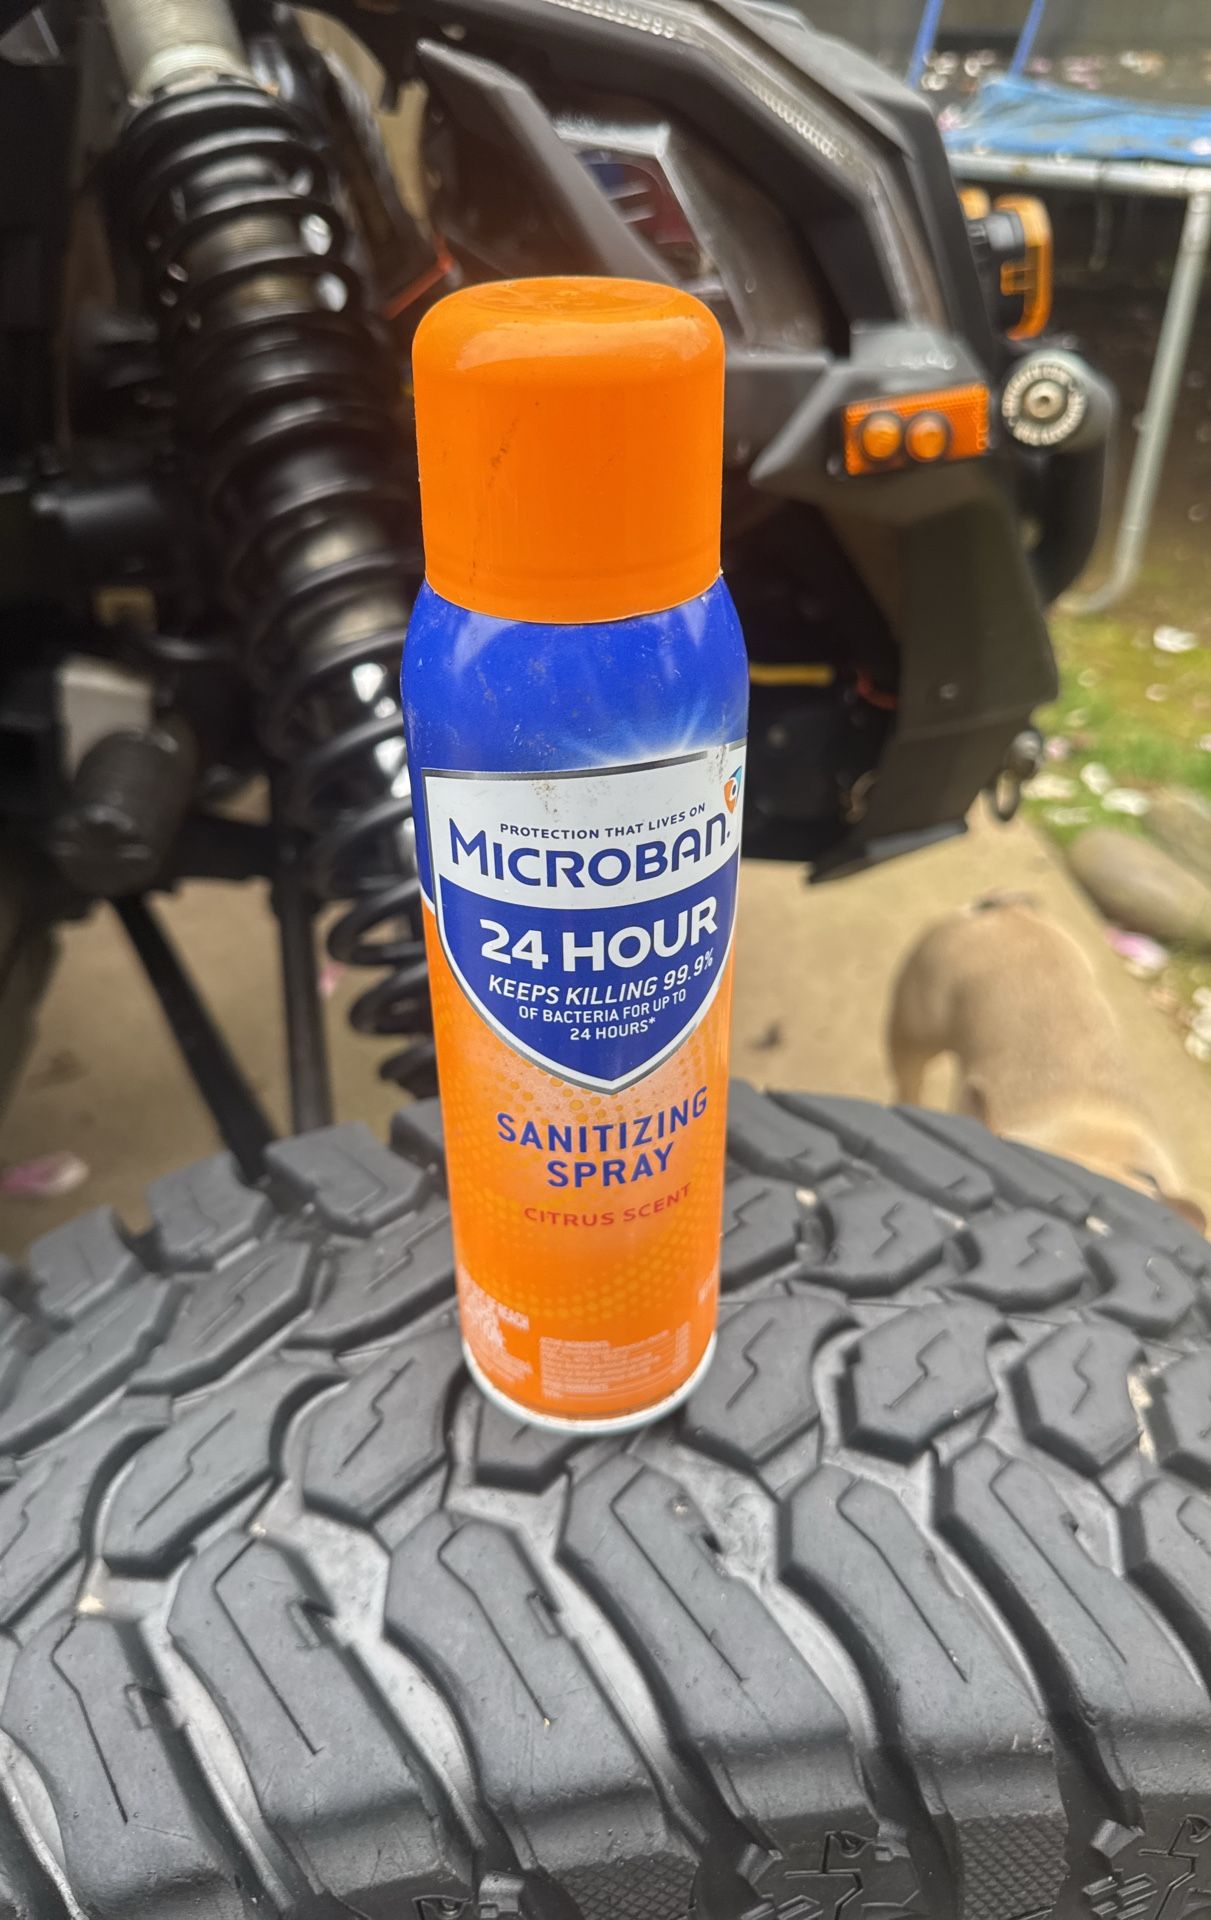 PROTECTION THAT LIVES ON
MICROBAN
24 HOUR
KEEPS KILLING 99.9%
OF BACTERIA FOR UP TO
24 HOURS*
SANITIZING
SPRAY
CITRUS SCENT